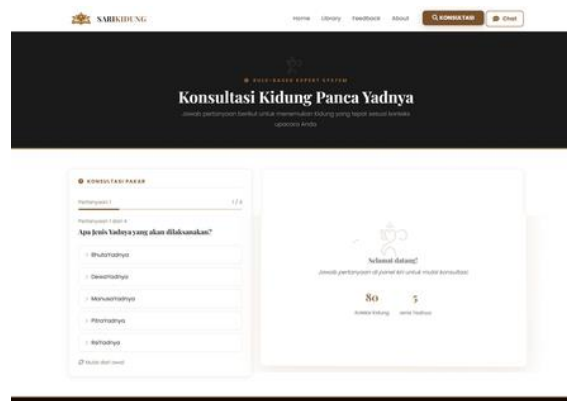 SARIKIDUNG
Home Library Feedback About KONSULTASI Chat
RULE-BASED EXPERT SYSTEM
Konsultasi Kidung Panca Yadnya
Jawab pertanyaan berikut untuk menemukan Kidung yang tepat sesuai konteks
upacara Anda
KONSULTASI PAKAR
Pertanyaan 1 1 / 4
Pertanyaan 1 dari 4
Apa Jenis Yadnya yang akan dilaksanakan?
BhutaYadnya
DewaYadnya
ManusaYadnya
PitraYadnya
RsiYadnya
Mulai dari awal
Selamat datang!
Jawab pertanyaan di panel kiri untuk mulai konsultasi.
80 5
Koleksi Kidung Jenis Yadnya